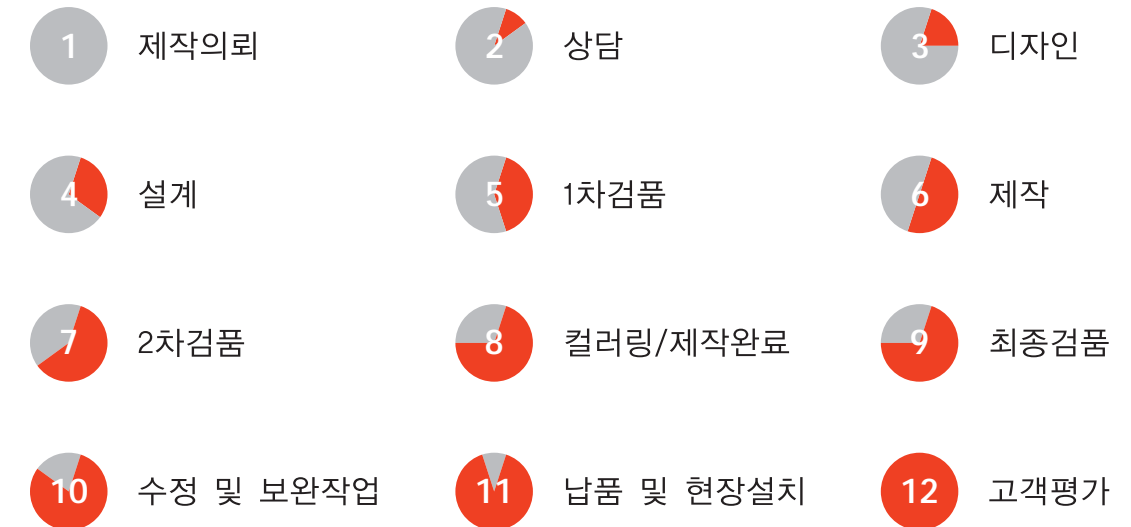 1 제작의뢰
2 상담
3 디자인
4 설계
5 1차검품
6 제작
7 2차검품
8 컬러링/제작완료
9 최종검품
10 수정 및 보완작업
11 납품 및 현장설치
12 고객평가